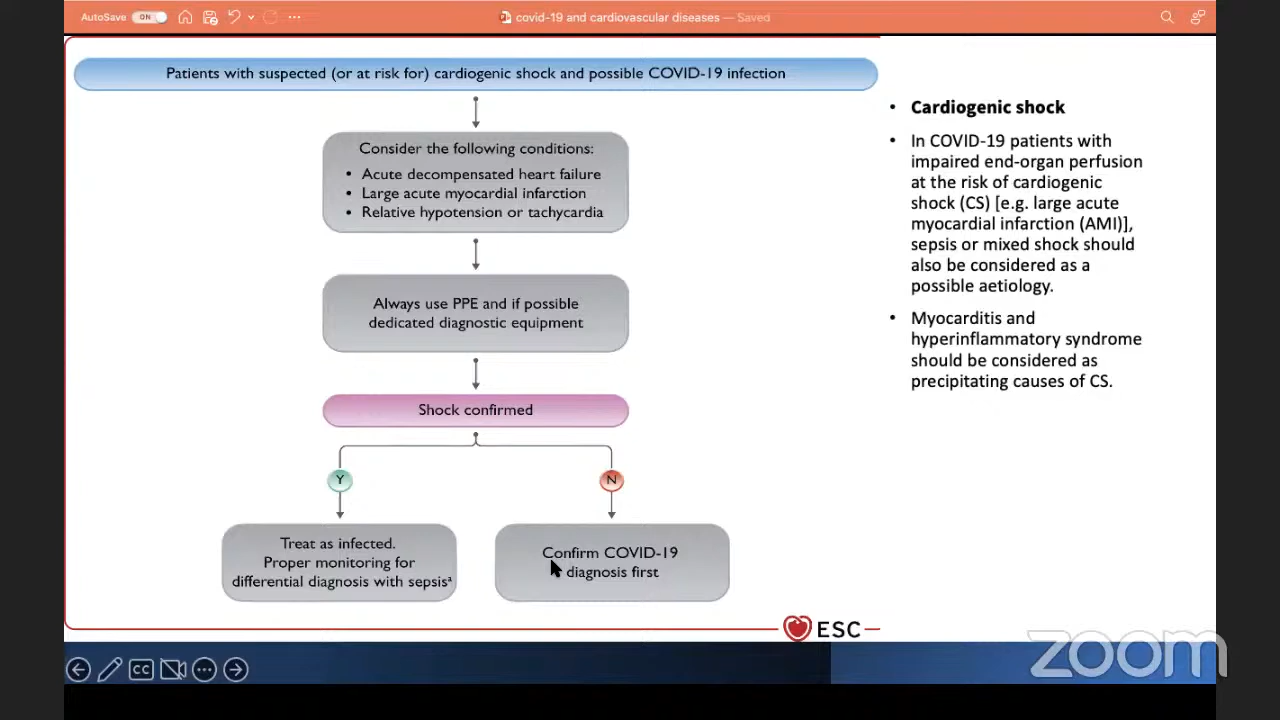 AutoSave ON
covid-19 and cardiovascular diseases — Saved
Patients with suspected (or at risk for) cardiogenic shock and possible COVID-19 infection
Consider the following conditions:
• Acute decompensated heart failure
• Large acute myocardial infarction
• Relative hypotension or tachycardia
Always use PPE and if possible
dedicated diagnostic equipment
Shock confirmed
Y
N
Treat as infected.
Proper monitoring for
differential diagnosis with sepsisᵃ
Confirm COVID-19
diagnosis first
ESC
• Cardiogenic shock
• In COVID-19 patients with
impaired end-organ perfusion
at the risk of cardiogenic
shock (CS) [e.g. large acute
myocardial infarction (AMI)],
sepsis or mixed shock should
also be considered as a
possible aetiology.
• Myocarditis and
hyperinflammatory syndrome
should be considered as
precipitating causes of CS.
CC
zoom